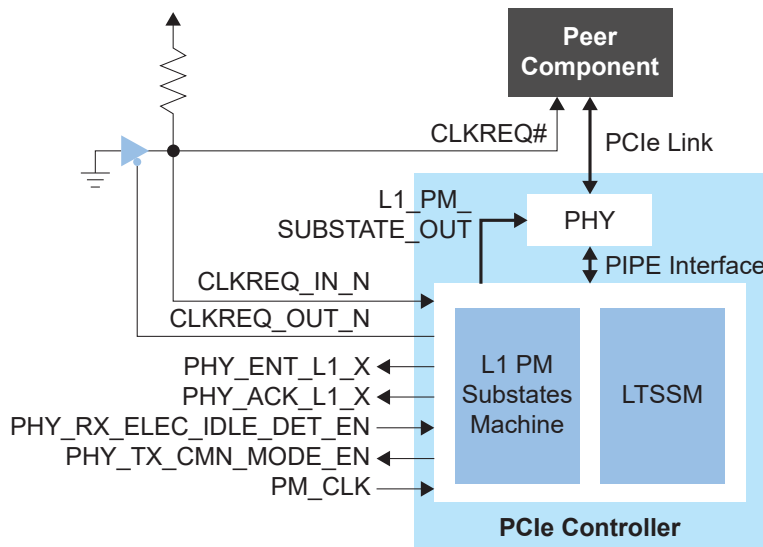 Peer
Component
CLKREQ#
PCIe Link
L1_PM_
SUBSTATE_OUT
PHY
PIPE Interface
CLKREQ_IN_N
CLKREQ_OUT_N
PHY_ENT_L1_X
PHY_ACK_L1_X
PHY_RX_ELEC_IDLE_DET_EN
PHY_TX_CMN_MODE_EN
PM_CLK
L1 PM
Substates
Machine
LTSSM
PCIe Controller